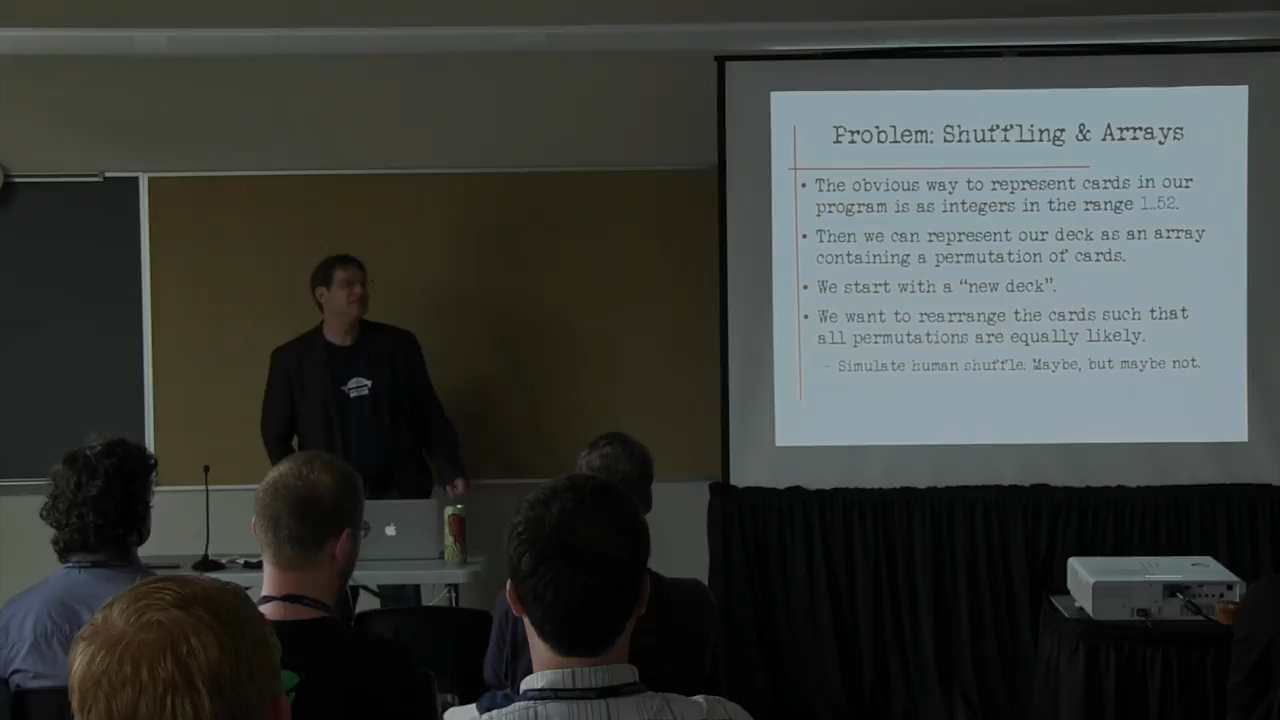 Problem: Shuffling & Arrays
• The obvious way to represent cards in our
program is as integers in the range 1..52.
• Then we can represent our deck as an array
containing a permutation of cards.
• We start with a “new deck”.
• We want to rearrange the cards such that
all permutations are equally likely.
– Simulate human shuffle: Maybe, but maybe not.